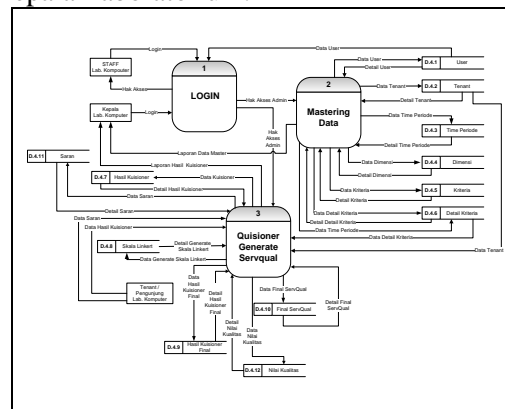 1
LOGIN
STAFF
Lab. Komputer
Login
Hak Akses
Kepala
Lab. Komputer
Login
Hak Akses Admin
Hak
Akses
Admin
Data User
2
Mastering
Data
Data User
Detail User
D.4.1 User
Data Tenant
D.4.2 Tenant
Detail Tenant
Data Time Periode
D.4.3 Time Periode
Detail Time Periode
Data Dimensi
D.4.4 Dimensi
Detail Dimensi
Data Kriteria
D.4.5 Kriteria
Detail Kriteria
Data Detail Kriteria
D.4.6 Detail Kriteria
Detail Detail Kriteria
Data Time Periode
Data Detail Kriteria
Data Tenant
Laporan Data Master
Laporan Hasil Kuisioner
D.4.11 Saran
D.4.7 Hasil Kuisioner
Data Kuisioner
Detail Hasil Kuisioner
Data Saran
Detail Saran
Data Saran
Data Hasil Kuisioner
3
Quisioner
Generate
Servqual
D.4.8 Skala Linkert
Detail Generate
Skala Linkert
Data Generate Skala Linkert
Tenant /
Pengunjung
Lab. Komputer
Data
Hasil
Kuisioner
Final
Detail
Hasil
Kuisioner
Final
D.4.9 Hasil Kuisioner
Final
Detail
Nilai
Kualitas
Data
Nilai
Kualitas
D.4.12 Nilai Kualitas
Data Final ServQual
D.4.10 Final ServQual
Detail Final
ServQual